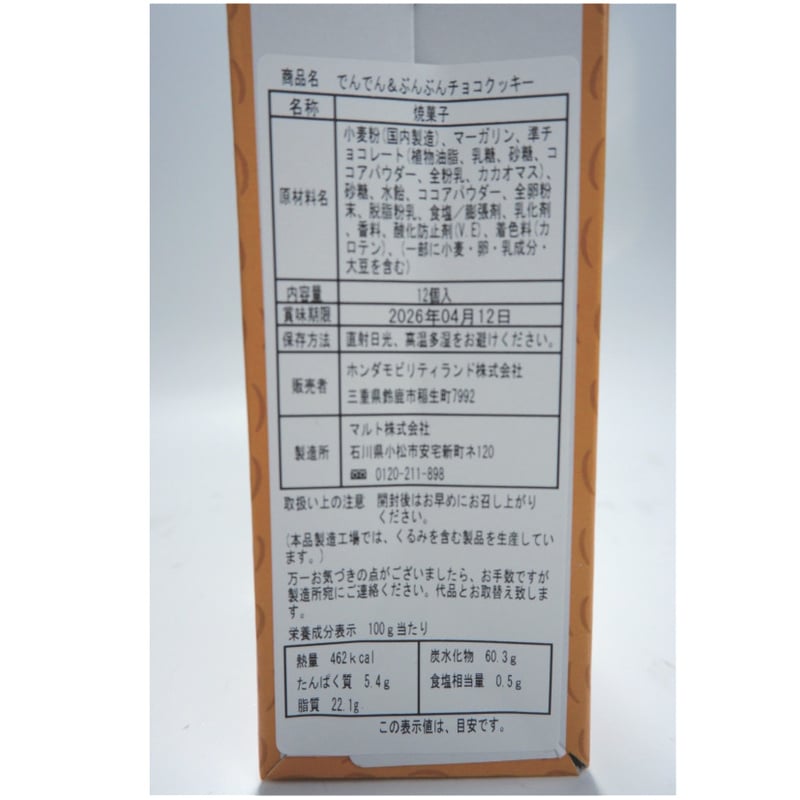 商品名 でんでん＆ぶんぶんチョコクッキー
名称 焼菓子
原材料名
小麦粉(国内製造)、マーガリン、準チ
ョコレート(植物油脂、乳糖、砂糖、コ
コアパウダー、全粉乳、カカオマス)、
砂糖、水飴、ココアパウダー、全卵粉
末、脱脂粉乳、食塩／膨張剤、乳化剤
、香料、酸化防止剤(V.E)、着色料(カ
ロテン)、(一部に小麦・卵・乳成分・
大豆を含む)
内容量 12個入
賞味期限 2026年04月12日
保存方法 直射日光、高温多湿をお避けください。
販売者
ホンダモビリティランド株式会社
三重県鈴鹿市稲生町7992
製造所
マルト株式会社
石川県小松市安宅新町ネ120
0120-211-898
取扱い上の注意 開封後はお早めにお召し上がり
ください。
(本品製造工場では、くるみを含む製品を生産してい
ます。)
万一お気づきの点がございましたら、お手数ですが
製造所宛にご連絡ください。代品とお取替え致しま
す。
栄養成分表示 100g当たり
熱量 462kcal 炭水化物 60.3g
たんぱく質 5.4g 食塩相当量 0.5g
脂質 22.1g
この表示値は、目安です。